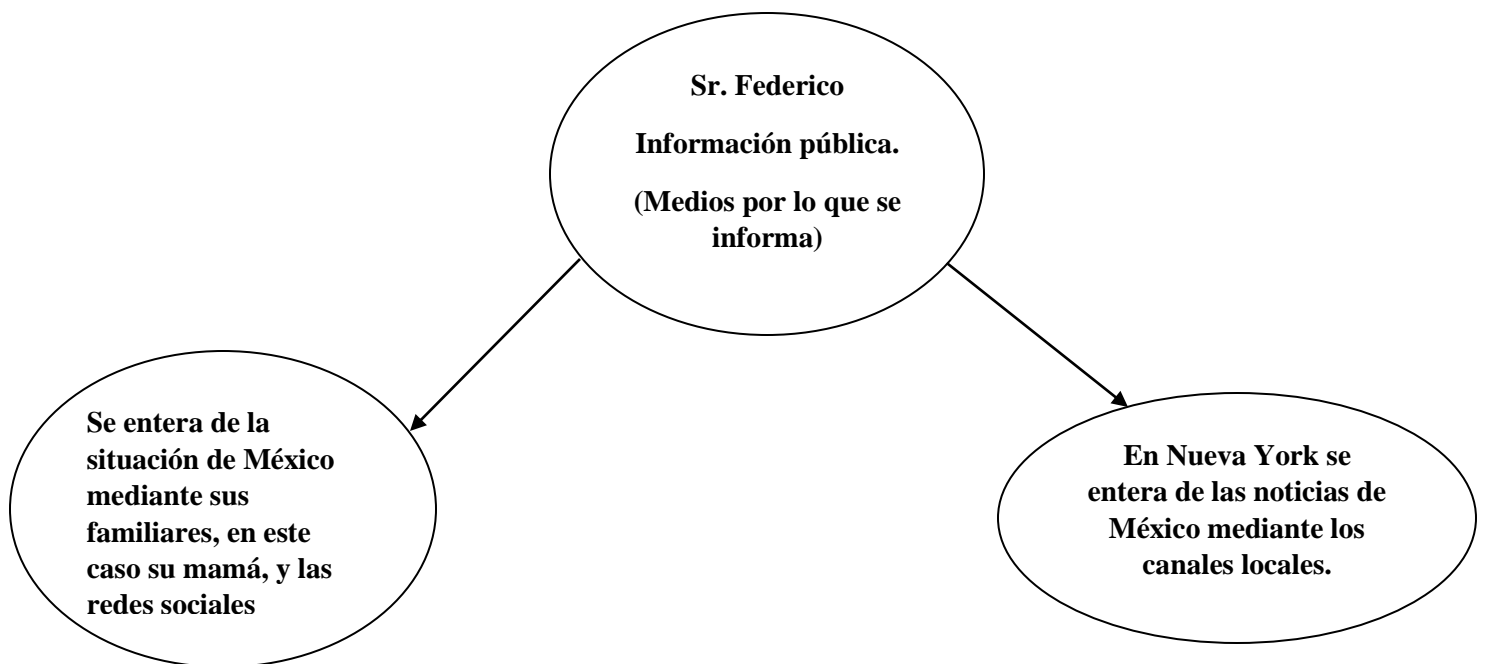 Sr. Federico
Información pública.
(Medios por lo que se
informa)
Se entera de la
situación de México
mediante sus
familiares, en este
caso su mamá, y las
redes sociales
En Nueva York se
entera de las noticias de
México mediante los
canales locales.